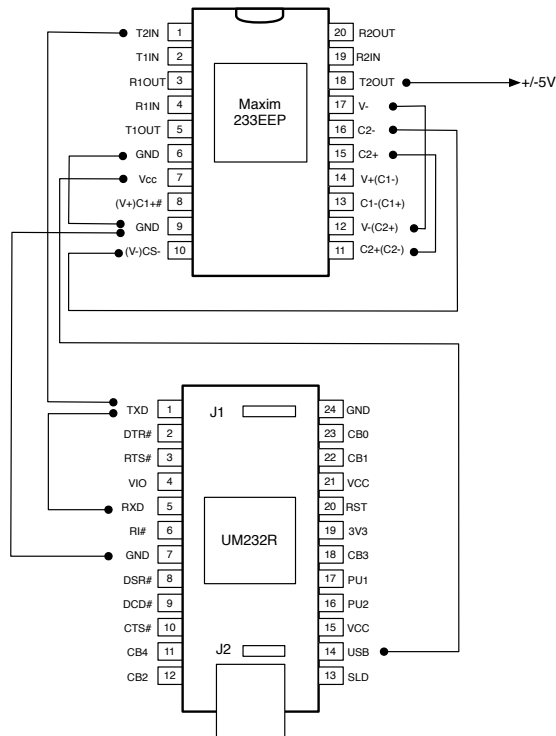 T2IN 1 20 R2OUT
T1IN 2 19 R2IN
R1OUT 3 18 T2OUT +/-5V
R1IN 4 Maxim 17 V-
T1OUT 5 233EEP 16 C2-
GND 6 15 C2+
Vcc 7 14 V+(C1-)
(V+)C1+# 8 13 C1-(C1+)
GND 9 12 V-(C2+)
(V-)CS- 10 11 C2+(C2-)
TXD 1 J1 24 GND
DTR# 2 23 CB0
RTS# 3 22 CB1
VIO 4 21 VCC
RXD 5 20 RST
RI# 6 UM232R 19 3V3
GND 7 18 CB3
DSR# 8 17 PU1
DCD# 9 16 PU2
CTS# 10 15 VCC
CB4 11 J2 14 USB
CB2 12 13 SLD